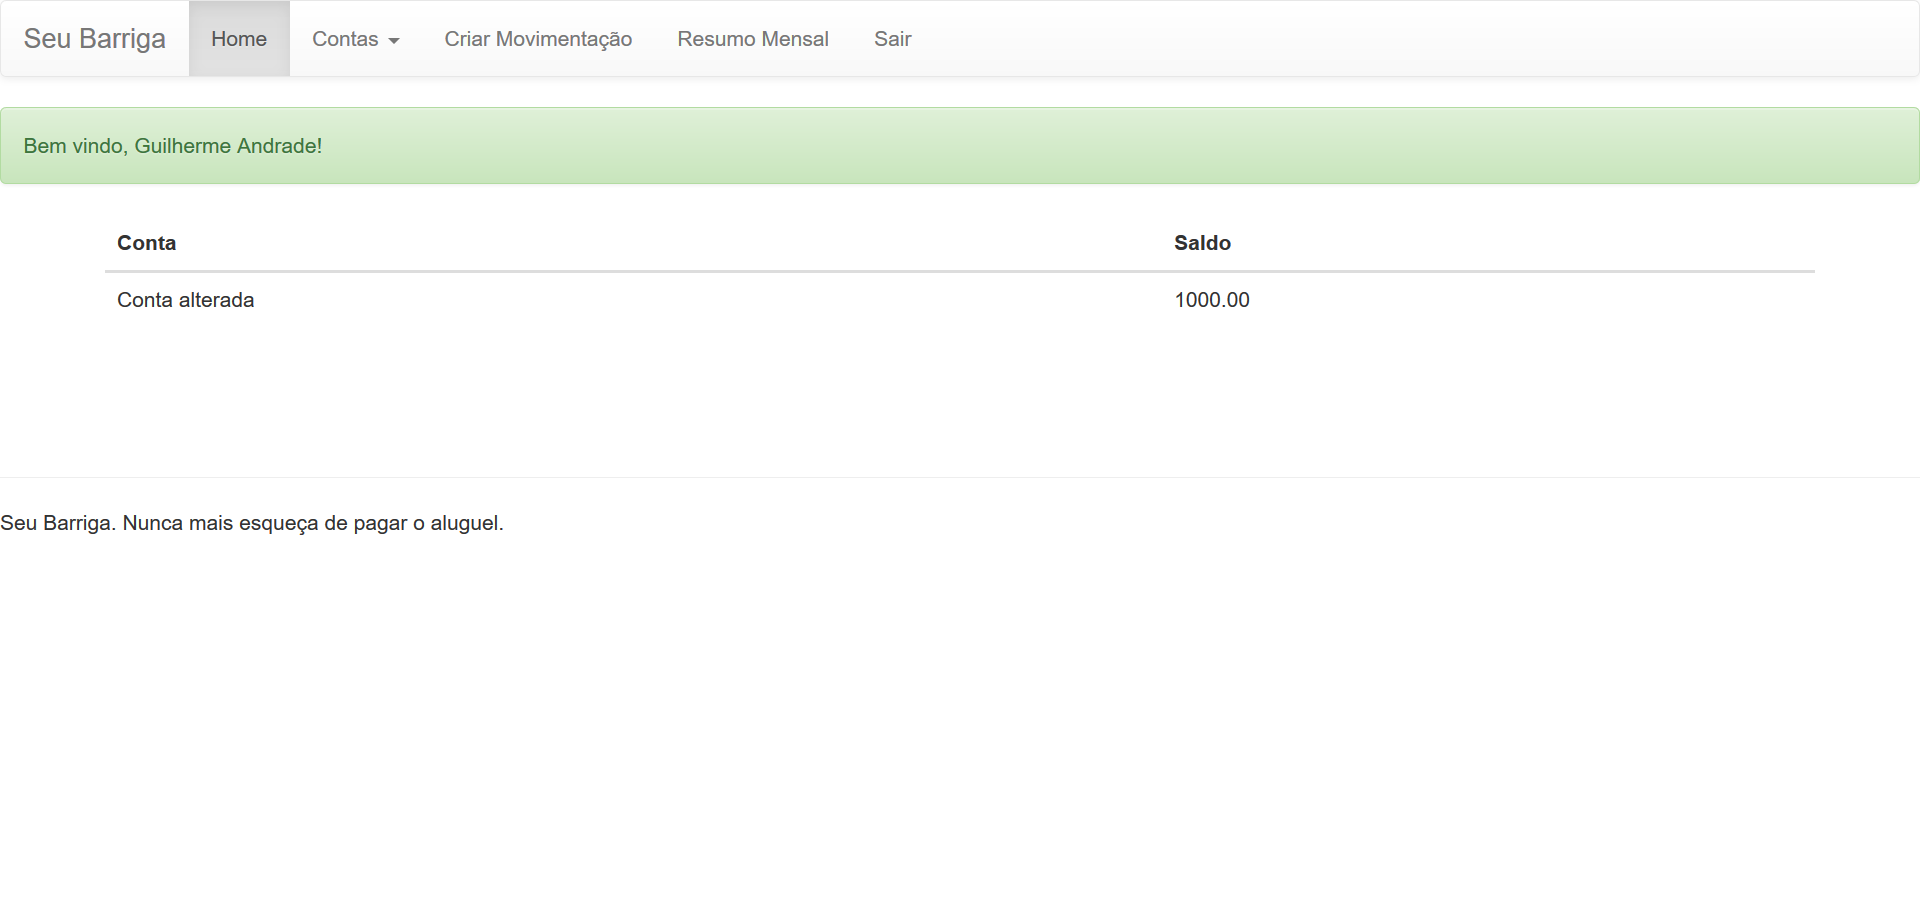 Seu Barriga Home Contas Criar Movimentação Resumo Mensal Sair
Bem vindo, Guilherme Andrade!
Conta Saldo
Conta alterada 1000.00
Seu Barriga. Nunca mais esqueça de pagar o aluguel.